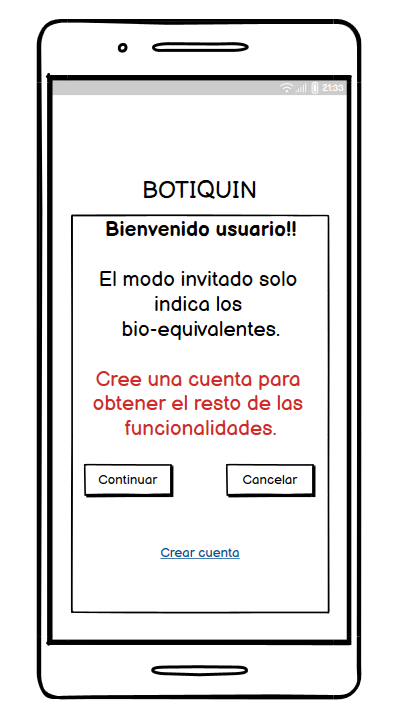 21:33
BOTIQUIN
Bienvenido usuario!!
El modo invitado solo
indica los
bio-equivalentes.
Cree una cuenta para
obtener el resto de las
funcionalidades.
Continuar
Cancelar
Crear cuenta